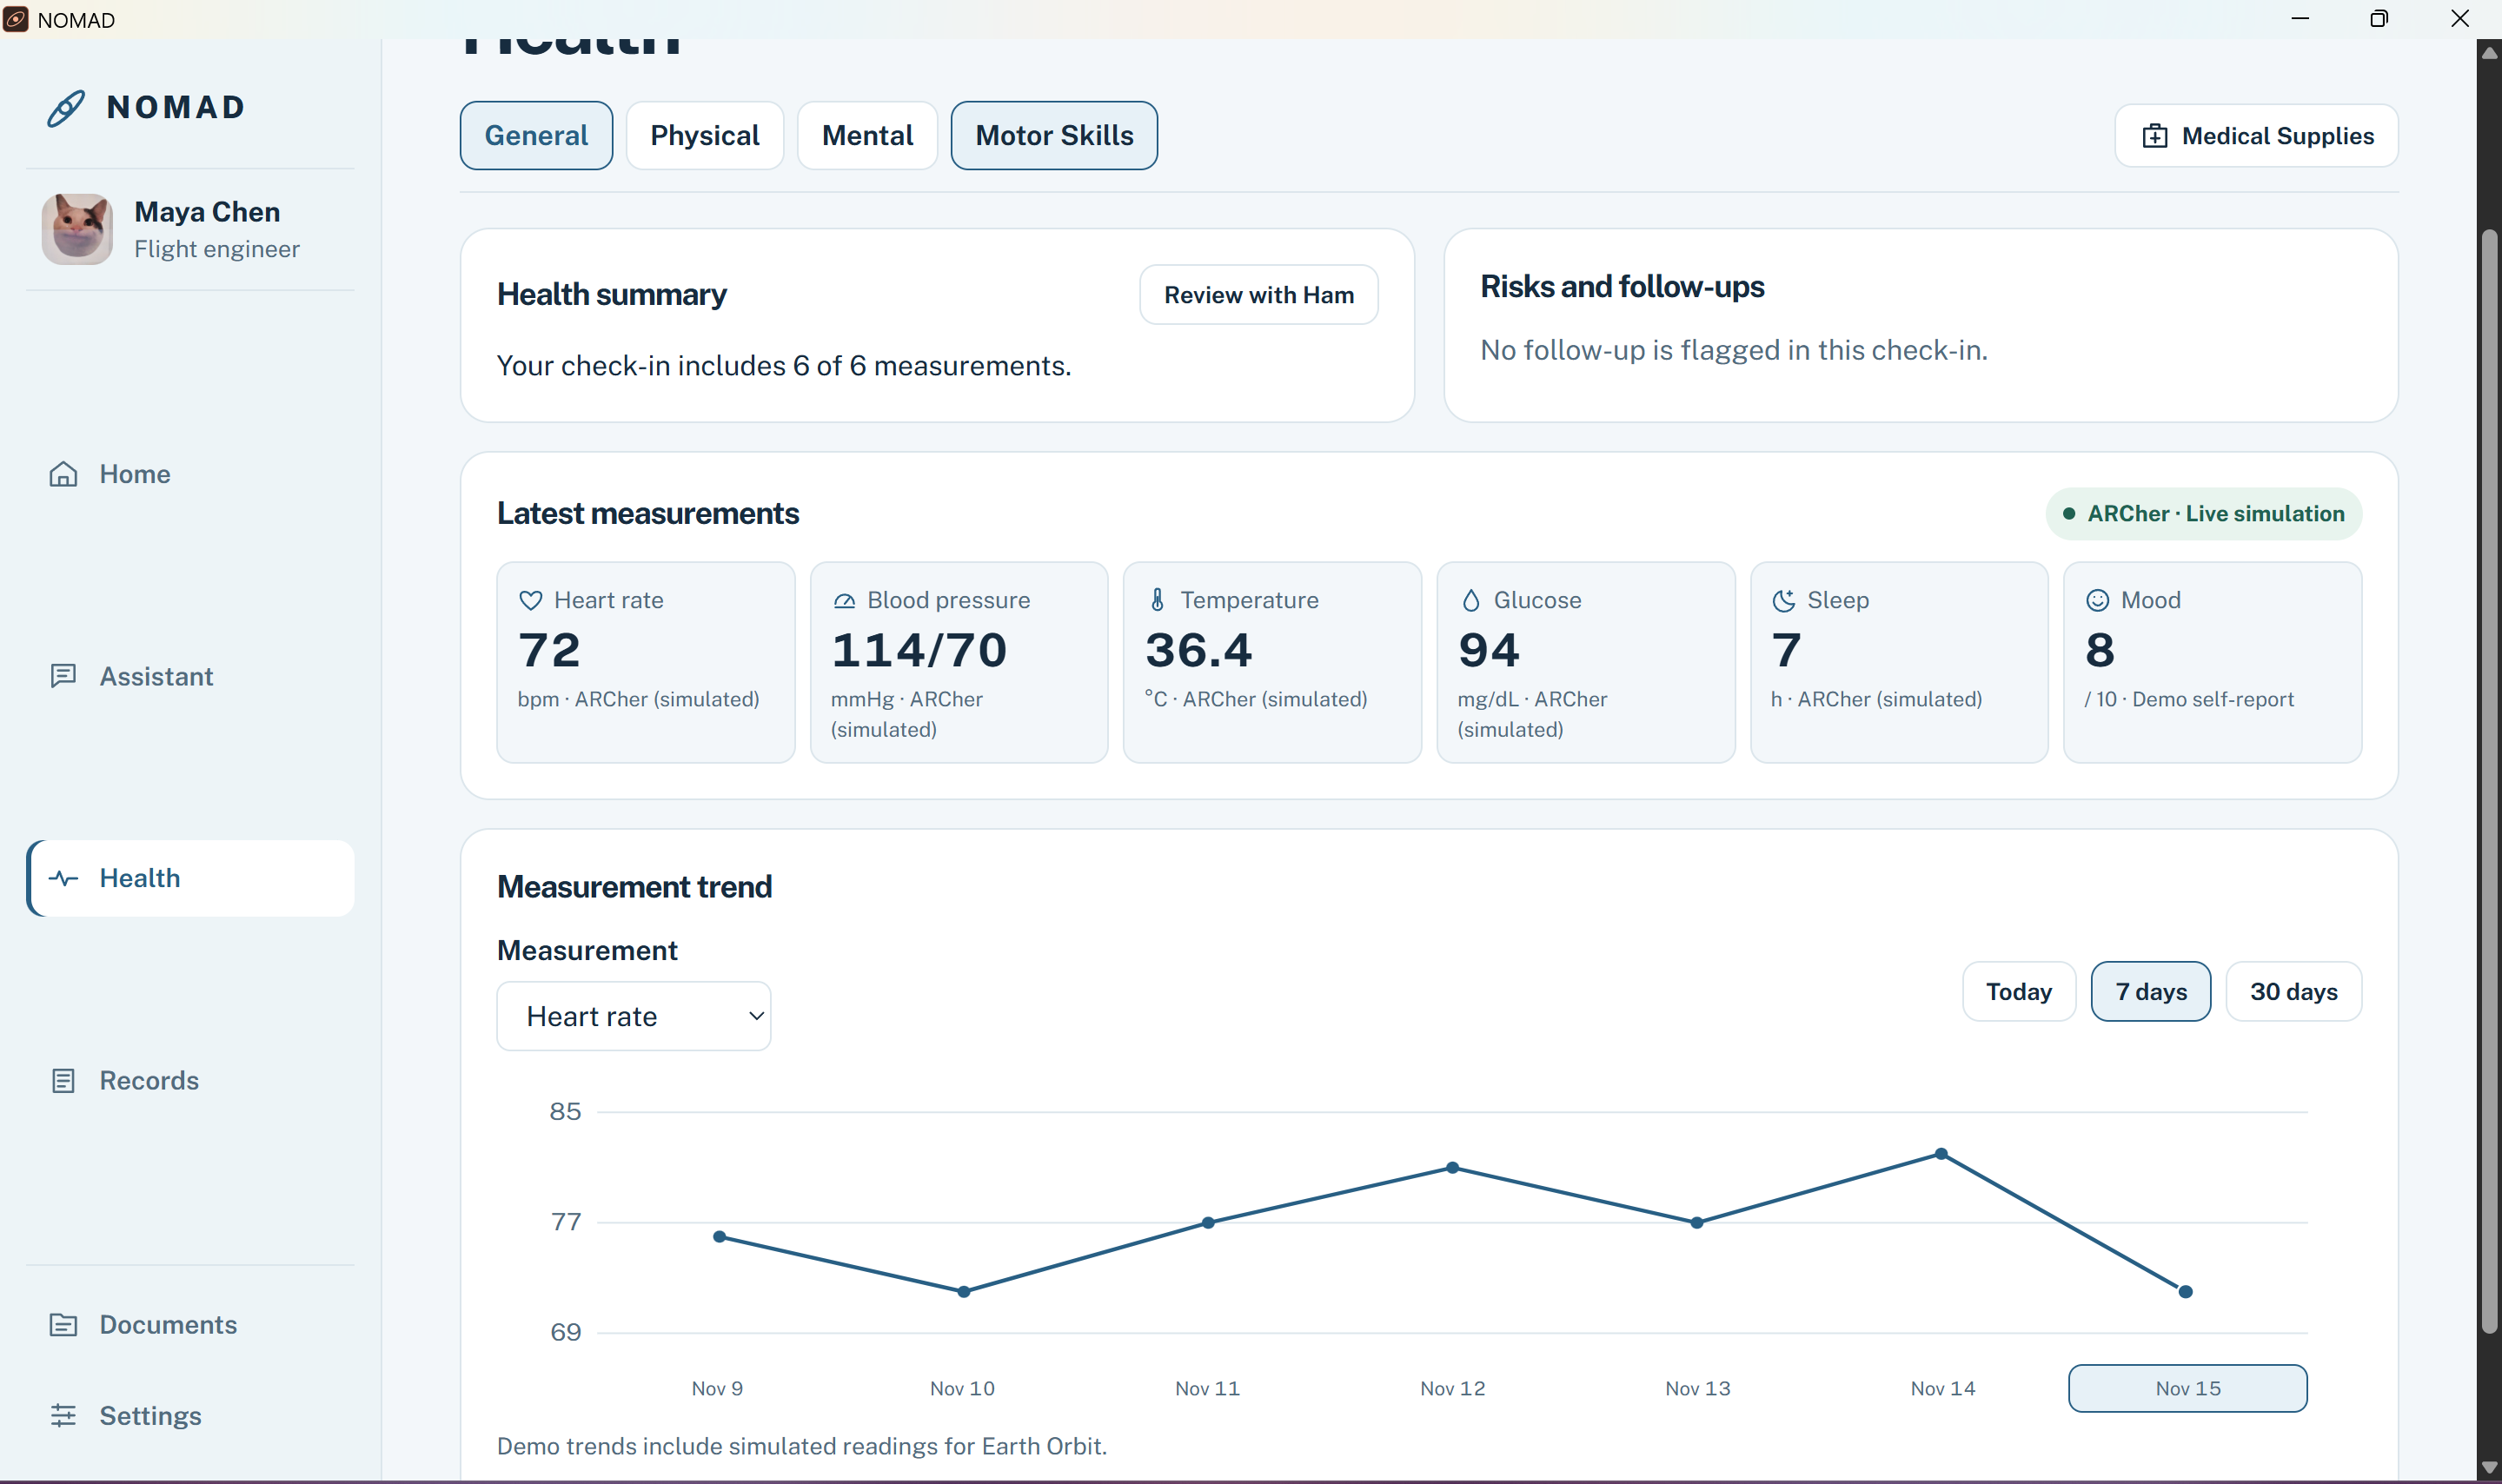 NOMAD
Health
NOMAD
General
Physical
Mental
Motor Skills
Medical Supplies
Maya Chen
Flight engineer
Health summary
Review with Ham
Your check-in includes 6 of 6 measurements.
Risks and follow-ups
No follow-up is flagged in this check-in.
Home
Assistant
Health
Records
Documents
Settings
Latest measurements
ARCher · Live simulation
Heart rate
72
bpm · ARCher (simulated)
Blood pressure
114/70
mmHg · ARCher
(simulated)
Temperature
36.4
°C · ARCher (simulated)
Glucose
94
mg/dL · ARCher
(simulated)
Sleep
7
h · ARCher (simulated)
Mood
8
/ 10 · Demo self-report
Measurement trend
Measurement
Heart rate
Today
7 days
30 days
85
77
69
Nov 9
Nov 10
Nov 11
Nov 12
Nov 13
Nov 14
Nov 15
Demo trends include simulated readings for Earth Orbit.